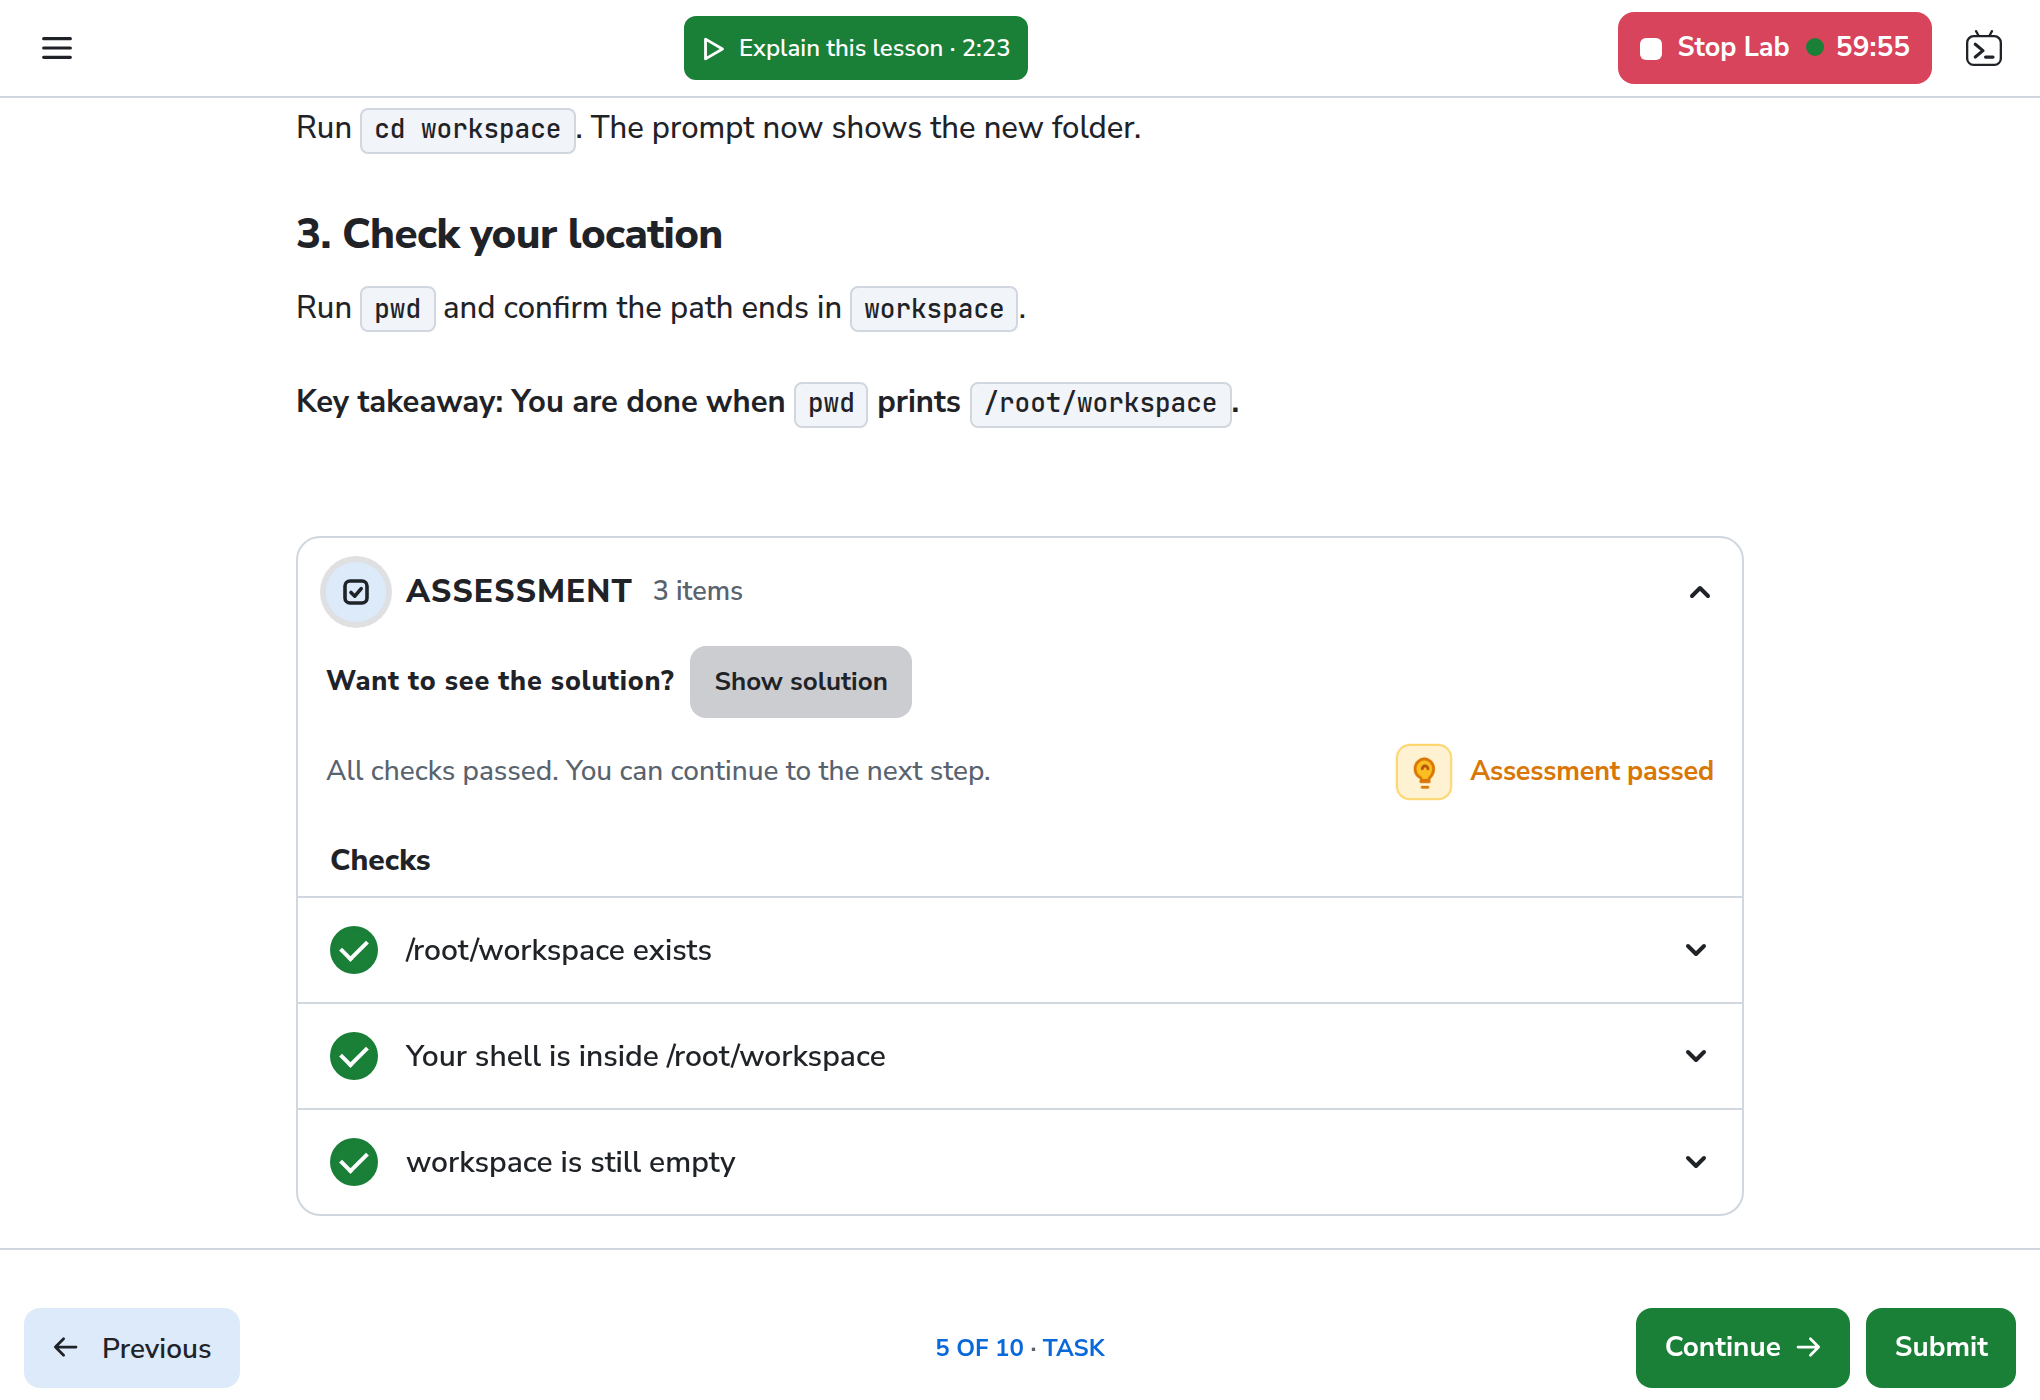 Explain this lesson · 2:23
Stop Lab 59:55
Run cd workspace. The prompt now shows the new folder.
3. Check your location
Run pwd and confirm the path ends in workspace.
Key takeaway: You are done when pwd prints /root/workspace.
ASSESSMENT 3 items
Want to see the solution? Show solution
All checks passed. You can continue to the next step. Assessment passed
Checks
/root/workspace exists
Your shell is inside /root/workspace
workspace is still empty
Previous 5 OF 10 · TASK Continue Submit